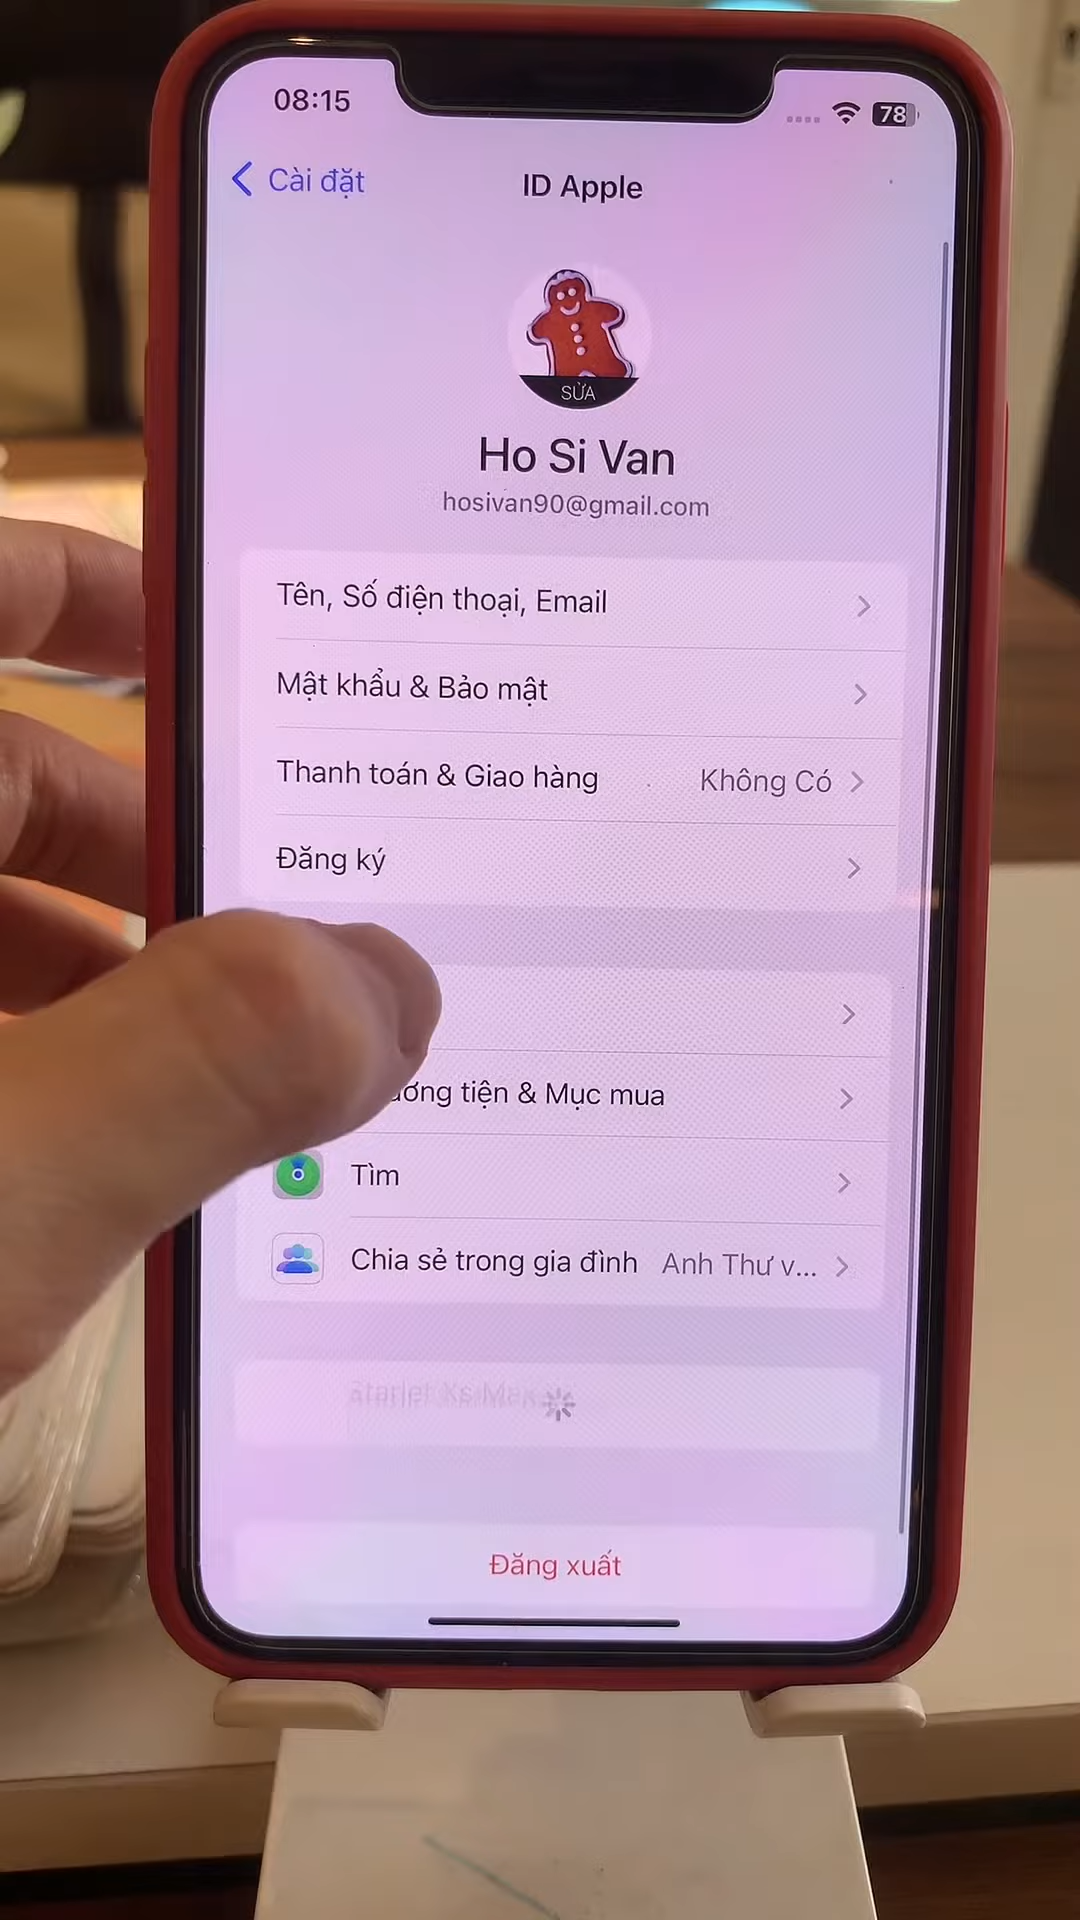 08:15
78
Cài đặt
ID Apple
SỬA
Ho Si Van
hosivan90@gmail.com
Tên, Số điện thoại, Email
Mật khẩu & Bảo mật
Thanh toán & Giao hàng Không Có
Đăng ký
tiện & Mục mua
Tìm
Chia sẻ trong gia đình Anh Thư v...
Xs Max
Đăng xuất